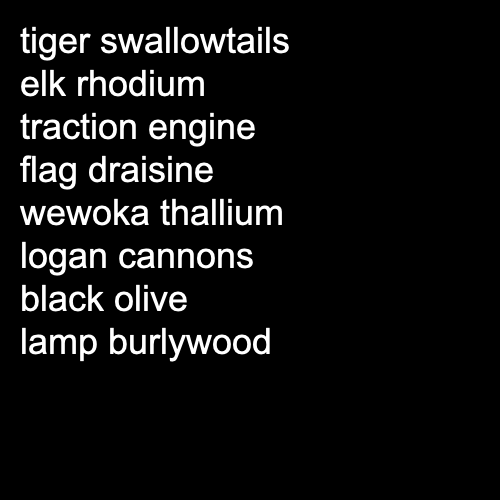 tiger swallowtails
elk rhodium
traction engine
flag draisine
wewoka thallium
logan cannons
black olive
lamp burlywood